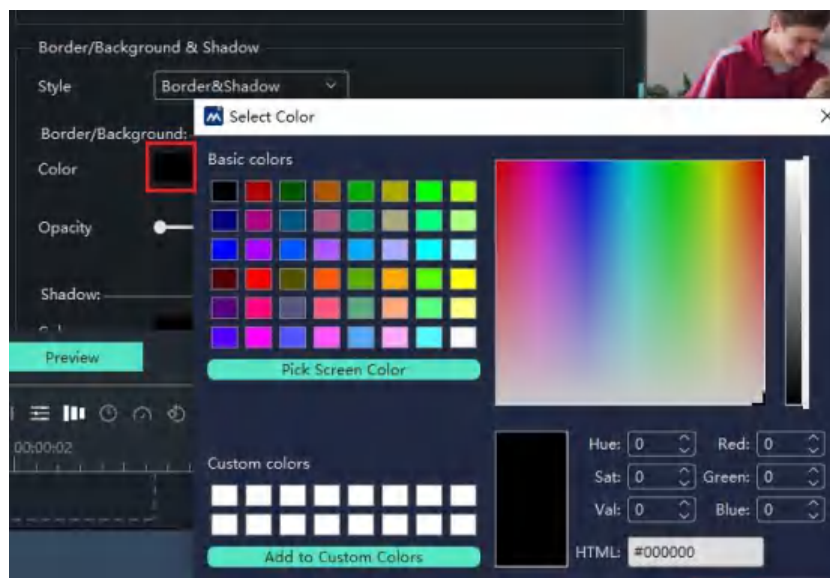 Border/Background & Shadow
Style
Border&Shadow
Border/Background:
Color
Opacity
Shadow:
Preview
00:00:02
Select Color
Basic colors
Pick Screen Color
Custom colors
Add to Custom Colors
Hue: 0
Red: 0
Sat: 0
Green: 0
Val: 0
Blue: 0
HTML: #000000